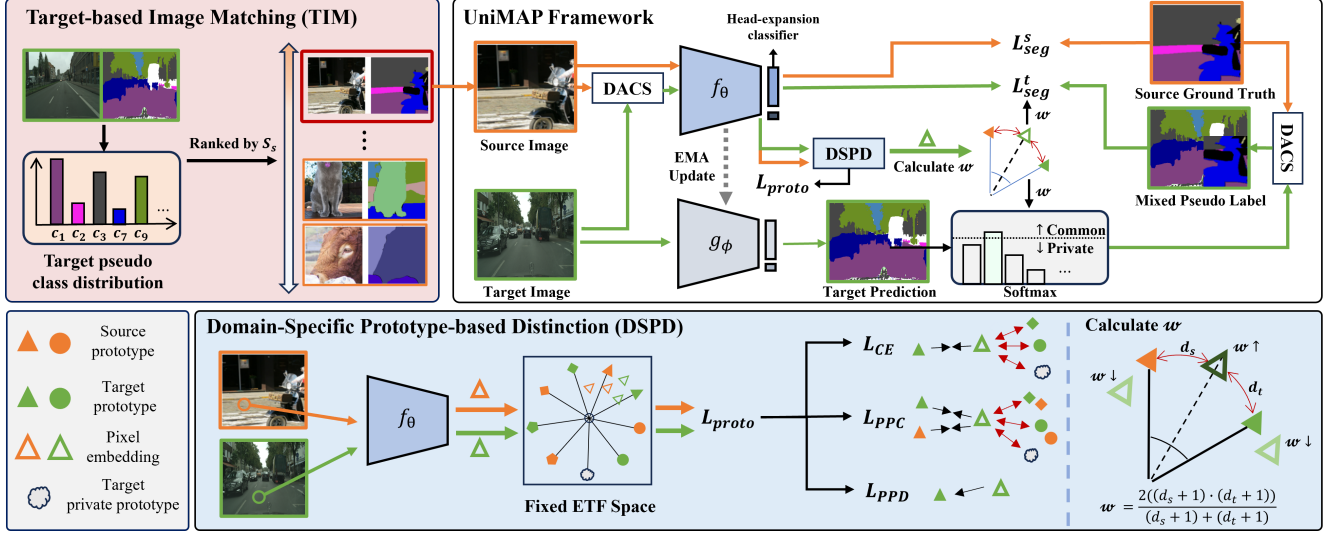 Target-based Image Matching (TIM)
Ranked by S_s
c_1 c_2 c_3 c_7 c_9 ...
Target pseudo
class distribution
UniMAP Framework
Head-expansion
classifier
Source Image
DACS
f_θ
L^s_seg
L^t_seg
Source Ground Truth
DACS
Mixed Pseudo Label
EMA
Update
DSPD
L_proto
Calculate w
w
w
Target Image
g_ϕ
Target Prediction
↑ Common
↓ Private
...
Softmax
Source
prototype
Target
prototype
Pixel
embedding
Target
private prototype
Domain-Specific Prototype-based Distinction (DSPD)
f_θ
Fixed ETF Space
L_proto
L_CE
L_PPC
L_PPD
Calculate w
d_s
w ↑
w ↓
d_t
w ↓
w = 2((d_s + 1) · (d_t + 1)) / (d_s + 1) + (d_t + 1)